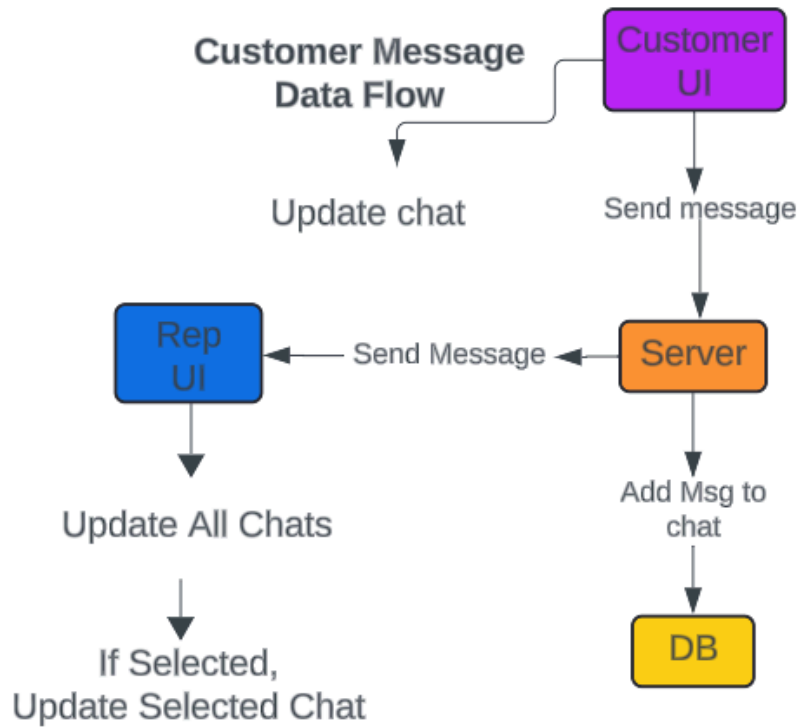 Customer Message
Data Flow
Customer
UI
Update chat
Send message
Rep
UI
Send Message
Server
Update All Chats
Add Msg to
chat
If Selected,
Update Selected Chat
DB